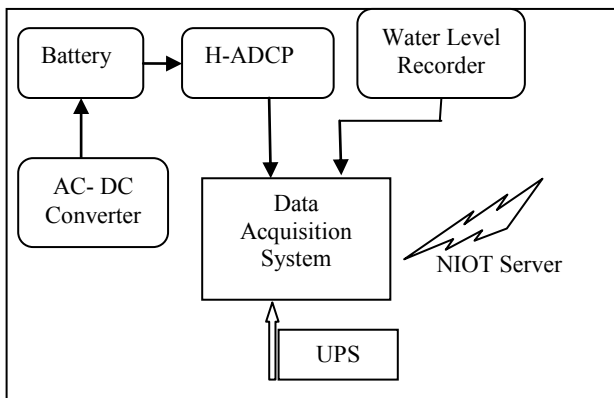 Battery
H-ADCP
Water Level
Recorder
AC- DC
Converter
Data
Acquisition
System
NIOT Server
UPS